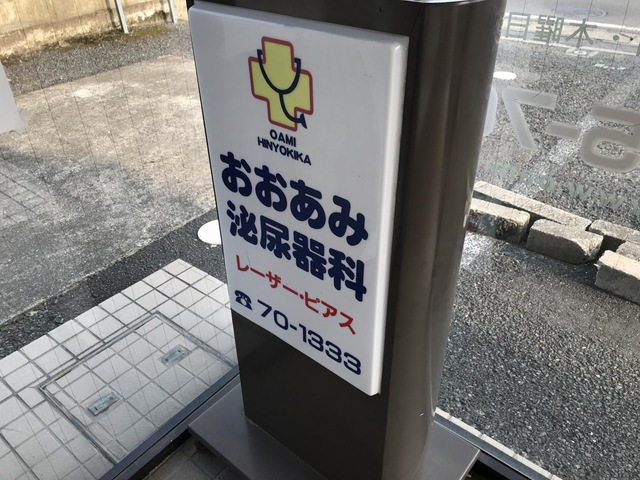 OAMI
HINYOKIKA
おおあみ
泌尿器科
レーザー・ピアス
☎70-1333